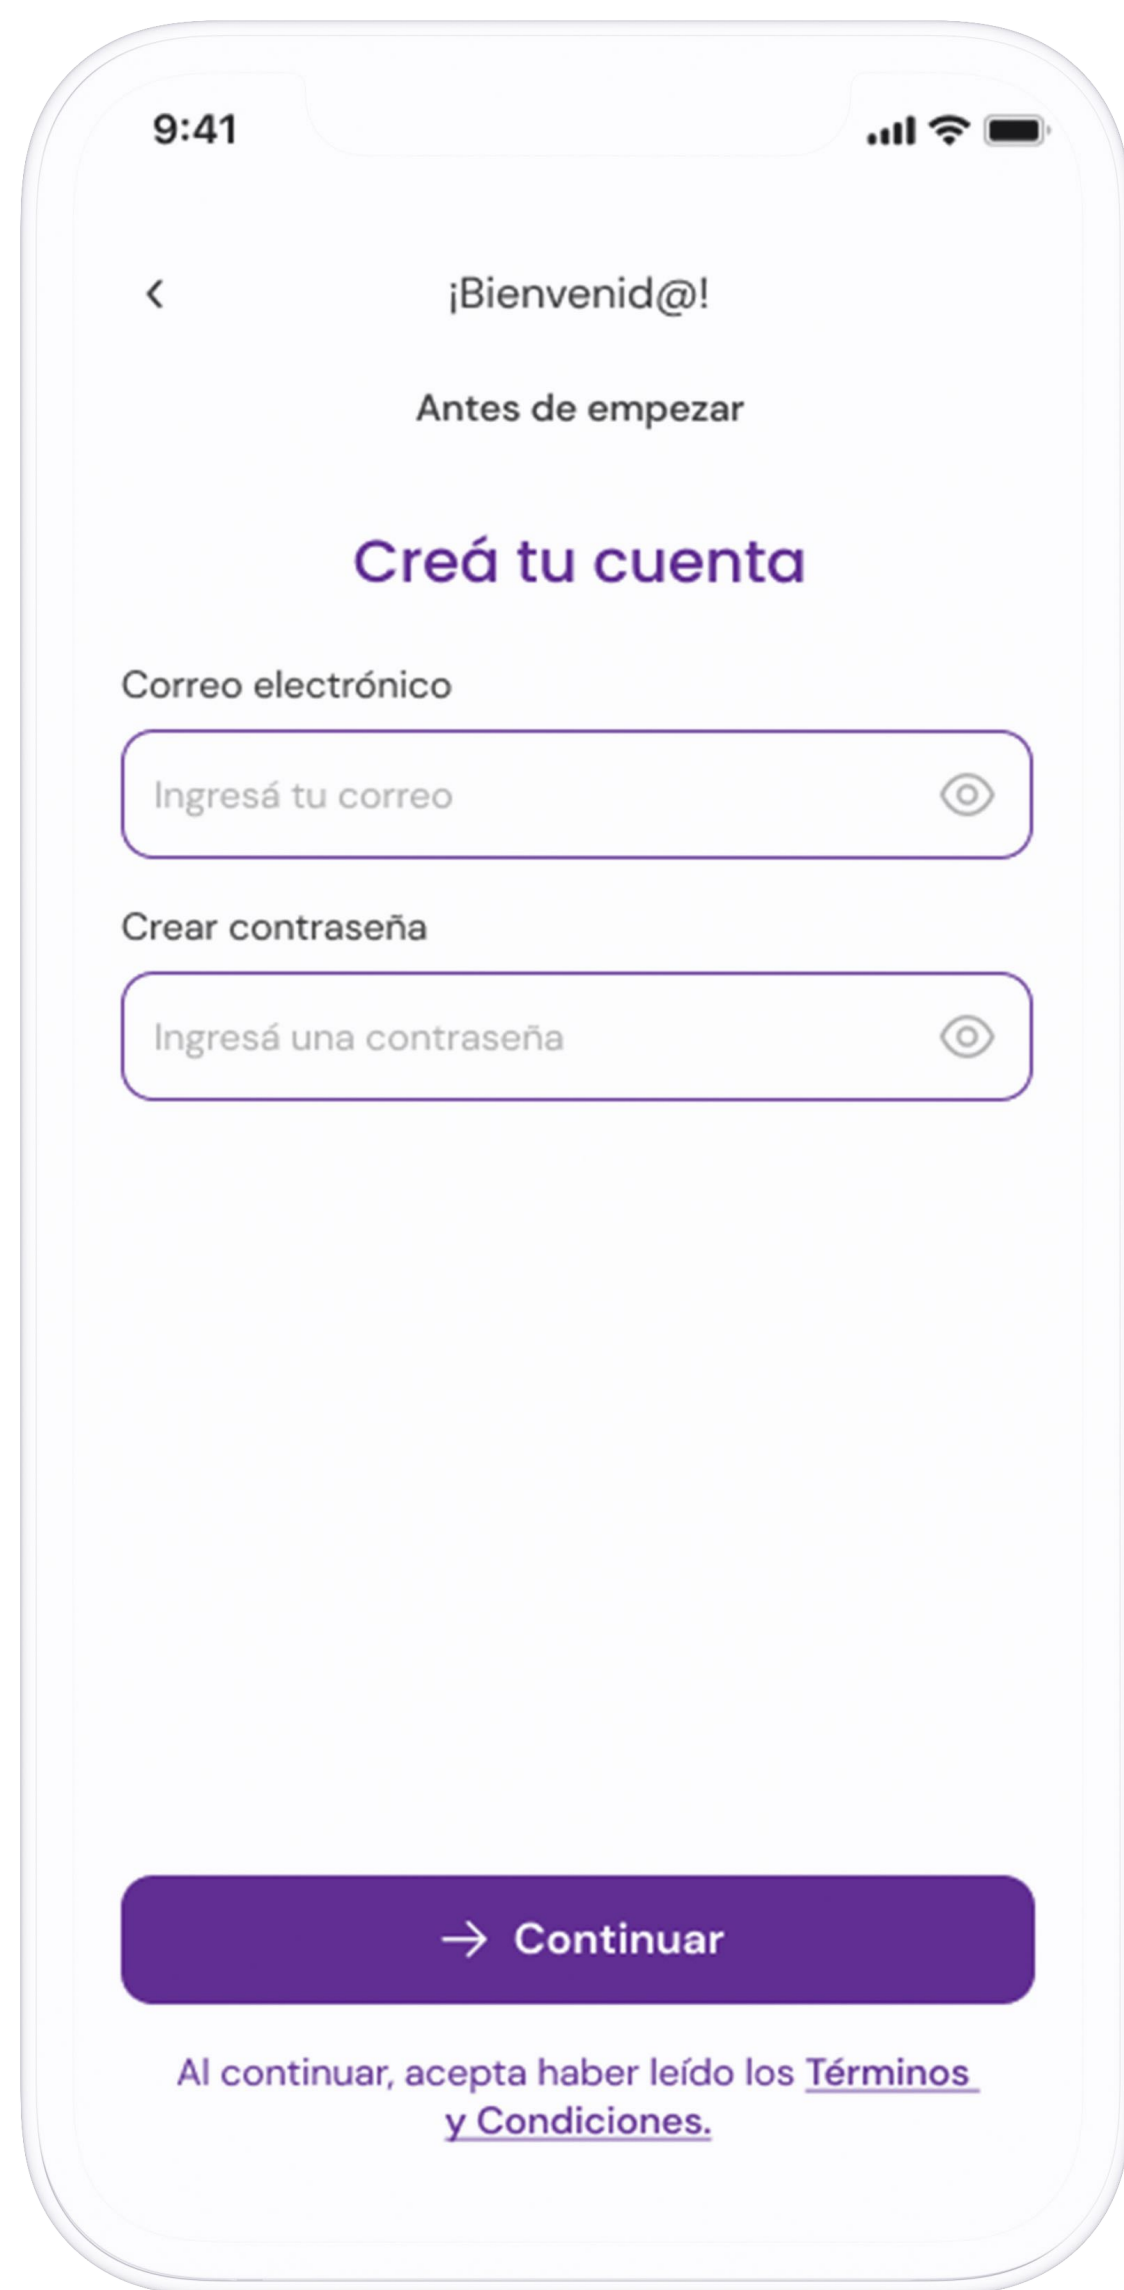 9:41
¡Bienvenid@!
Antes de empezar
Creá tu cuenta
Correo electrónico
Ingresá tu correo
Crear contraseña
Ingresá una contraseña
Continuar
Al continuar, acepta haber leído los Términos
y Condiciones.